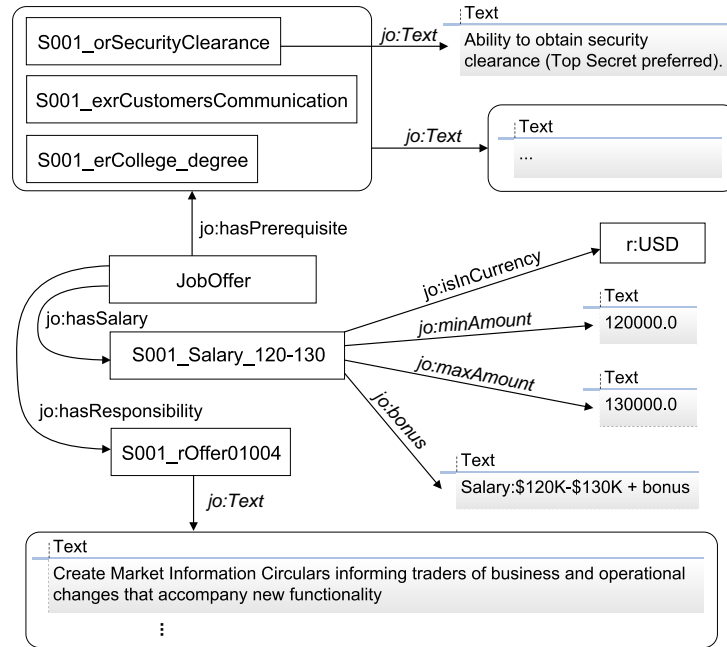 Text
S001_orSecurityClearance
jo:Text
Ability to obtain security
clearance (Top Secret preferred).
S001_exrCustomersCommunication
jo:Text
Text
...
S001_erCollege_degree
jo:hasPrerequisite
r:USD
jo:isInCurrency
JobOffer
Text
jo:hasSalary
jo:minAmount
120000.0
S001_Salary_120-130
jo:maxAmount
Text
130000.0
jo:hasResponsibility
jo:bonus
S001_rOffer01004
Text
Salary:$120K-$130K + bonus
jo:Text
Text
Create Market Information Circulars informing traders of business and operational
changes that accompany new functionality
⋮